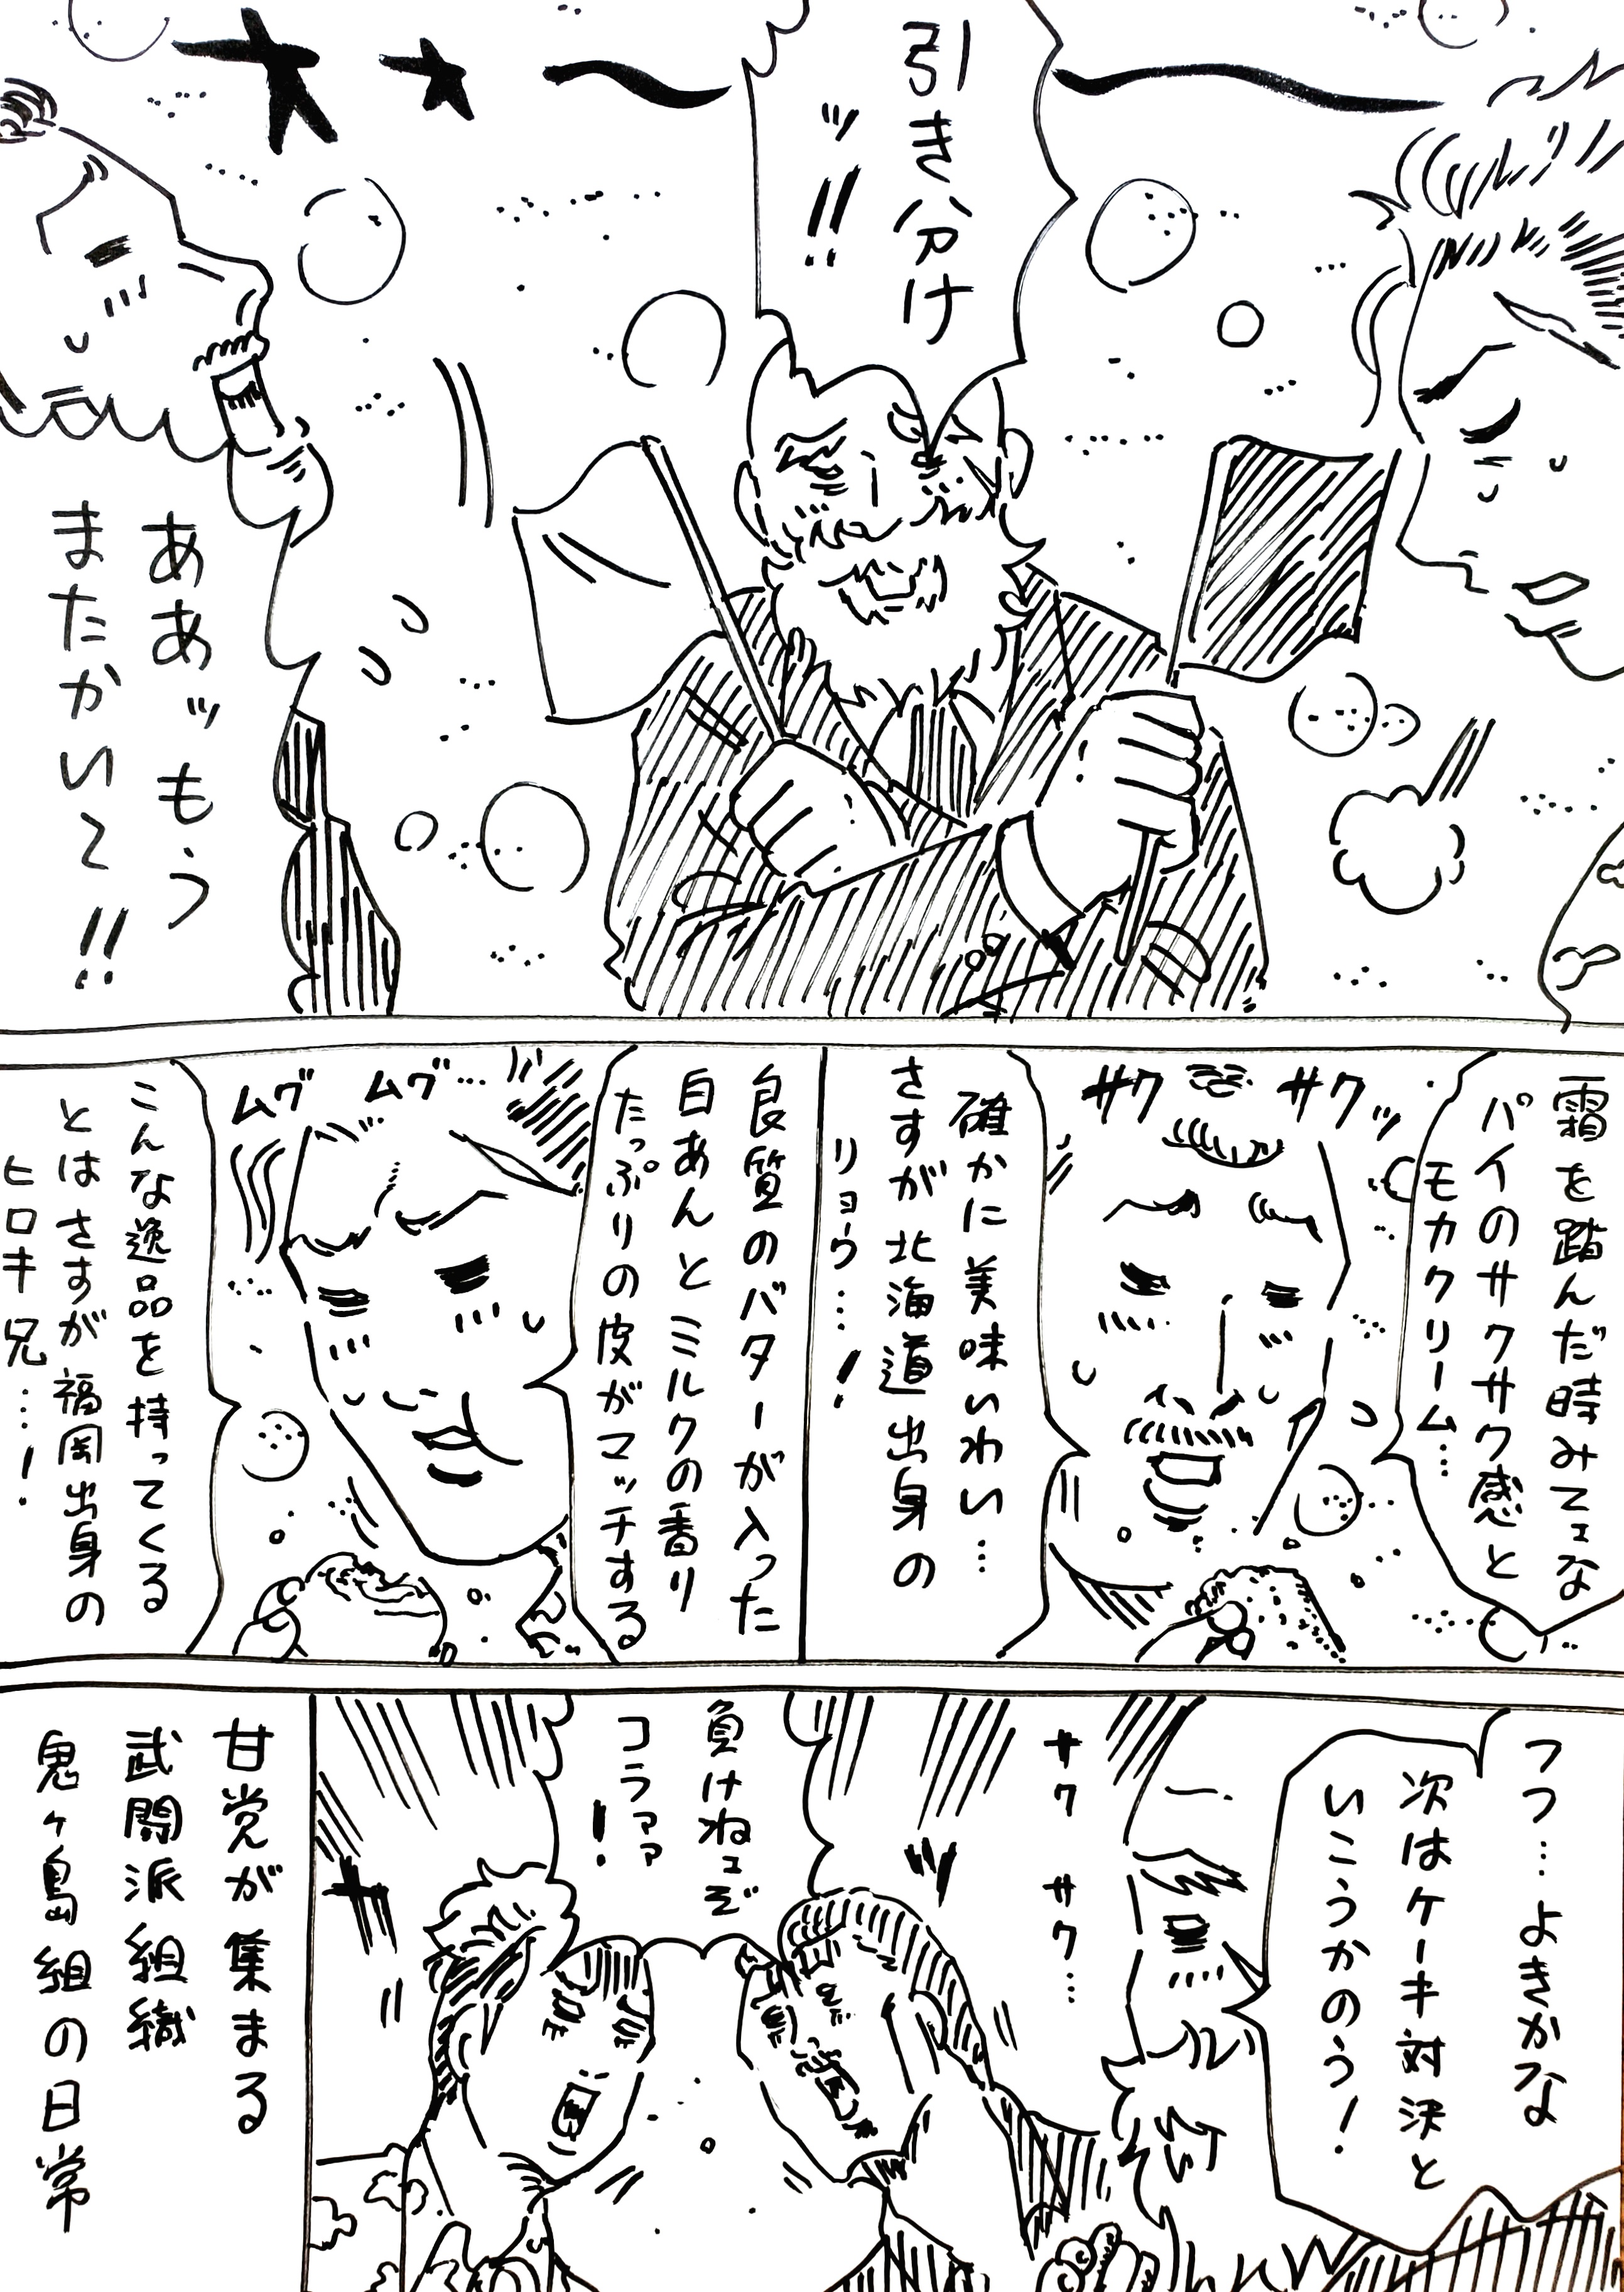 引き分け
ッ!!
ああッもう
またかいて!!
霜を踏んだ時みてェな
パイのサクサク感と
モカクリーム…
サク サクッ
確かに美味いわい…
さすが北海道出身の
リョウ…!
良質のバターが入った
白あんとミルクの香り
たっぷりの皮がマッチする
ムグ ムグ…
こんな逸品を持ってくる
とはさすが福岡出身の
ヒロキ兄…!
フフ…よきかな
次はケーキ対決と
いこうかのう!
サク サク…
負けねェぞ
コラァァ!
サッ
甘党が集まる
武闘派組織
鬼ヶ島組の日常